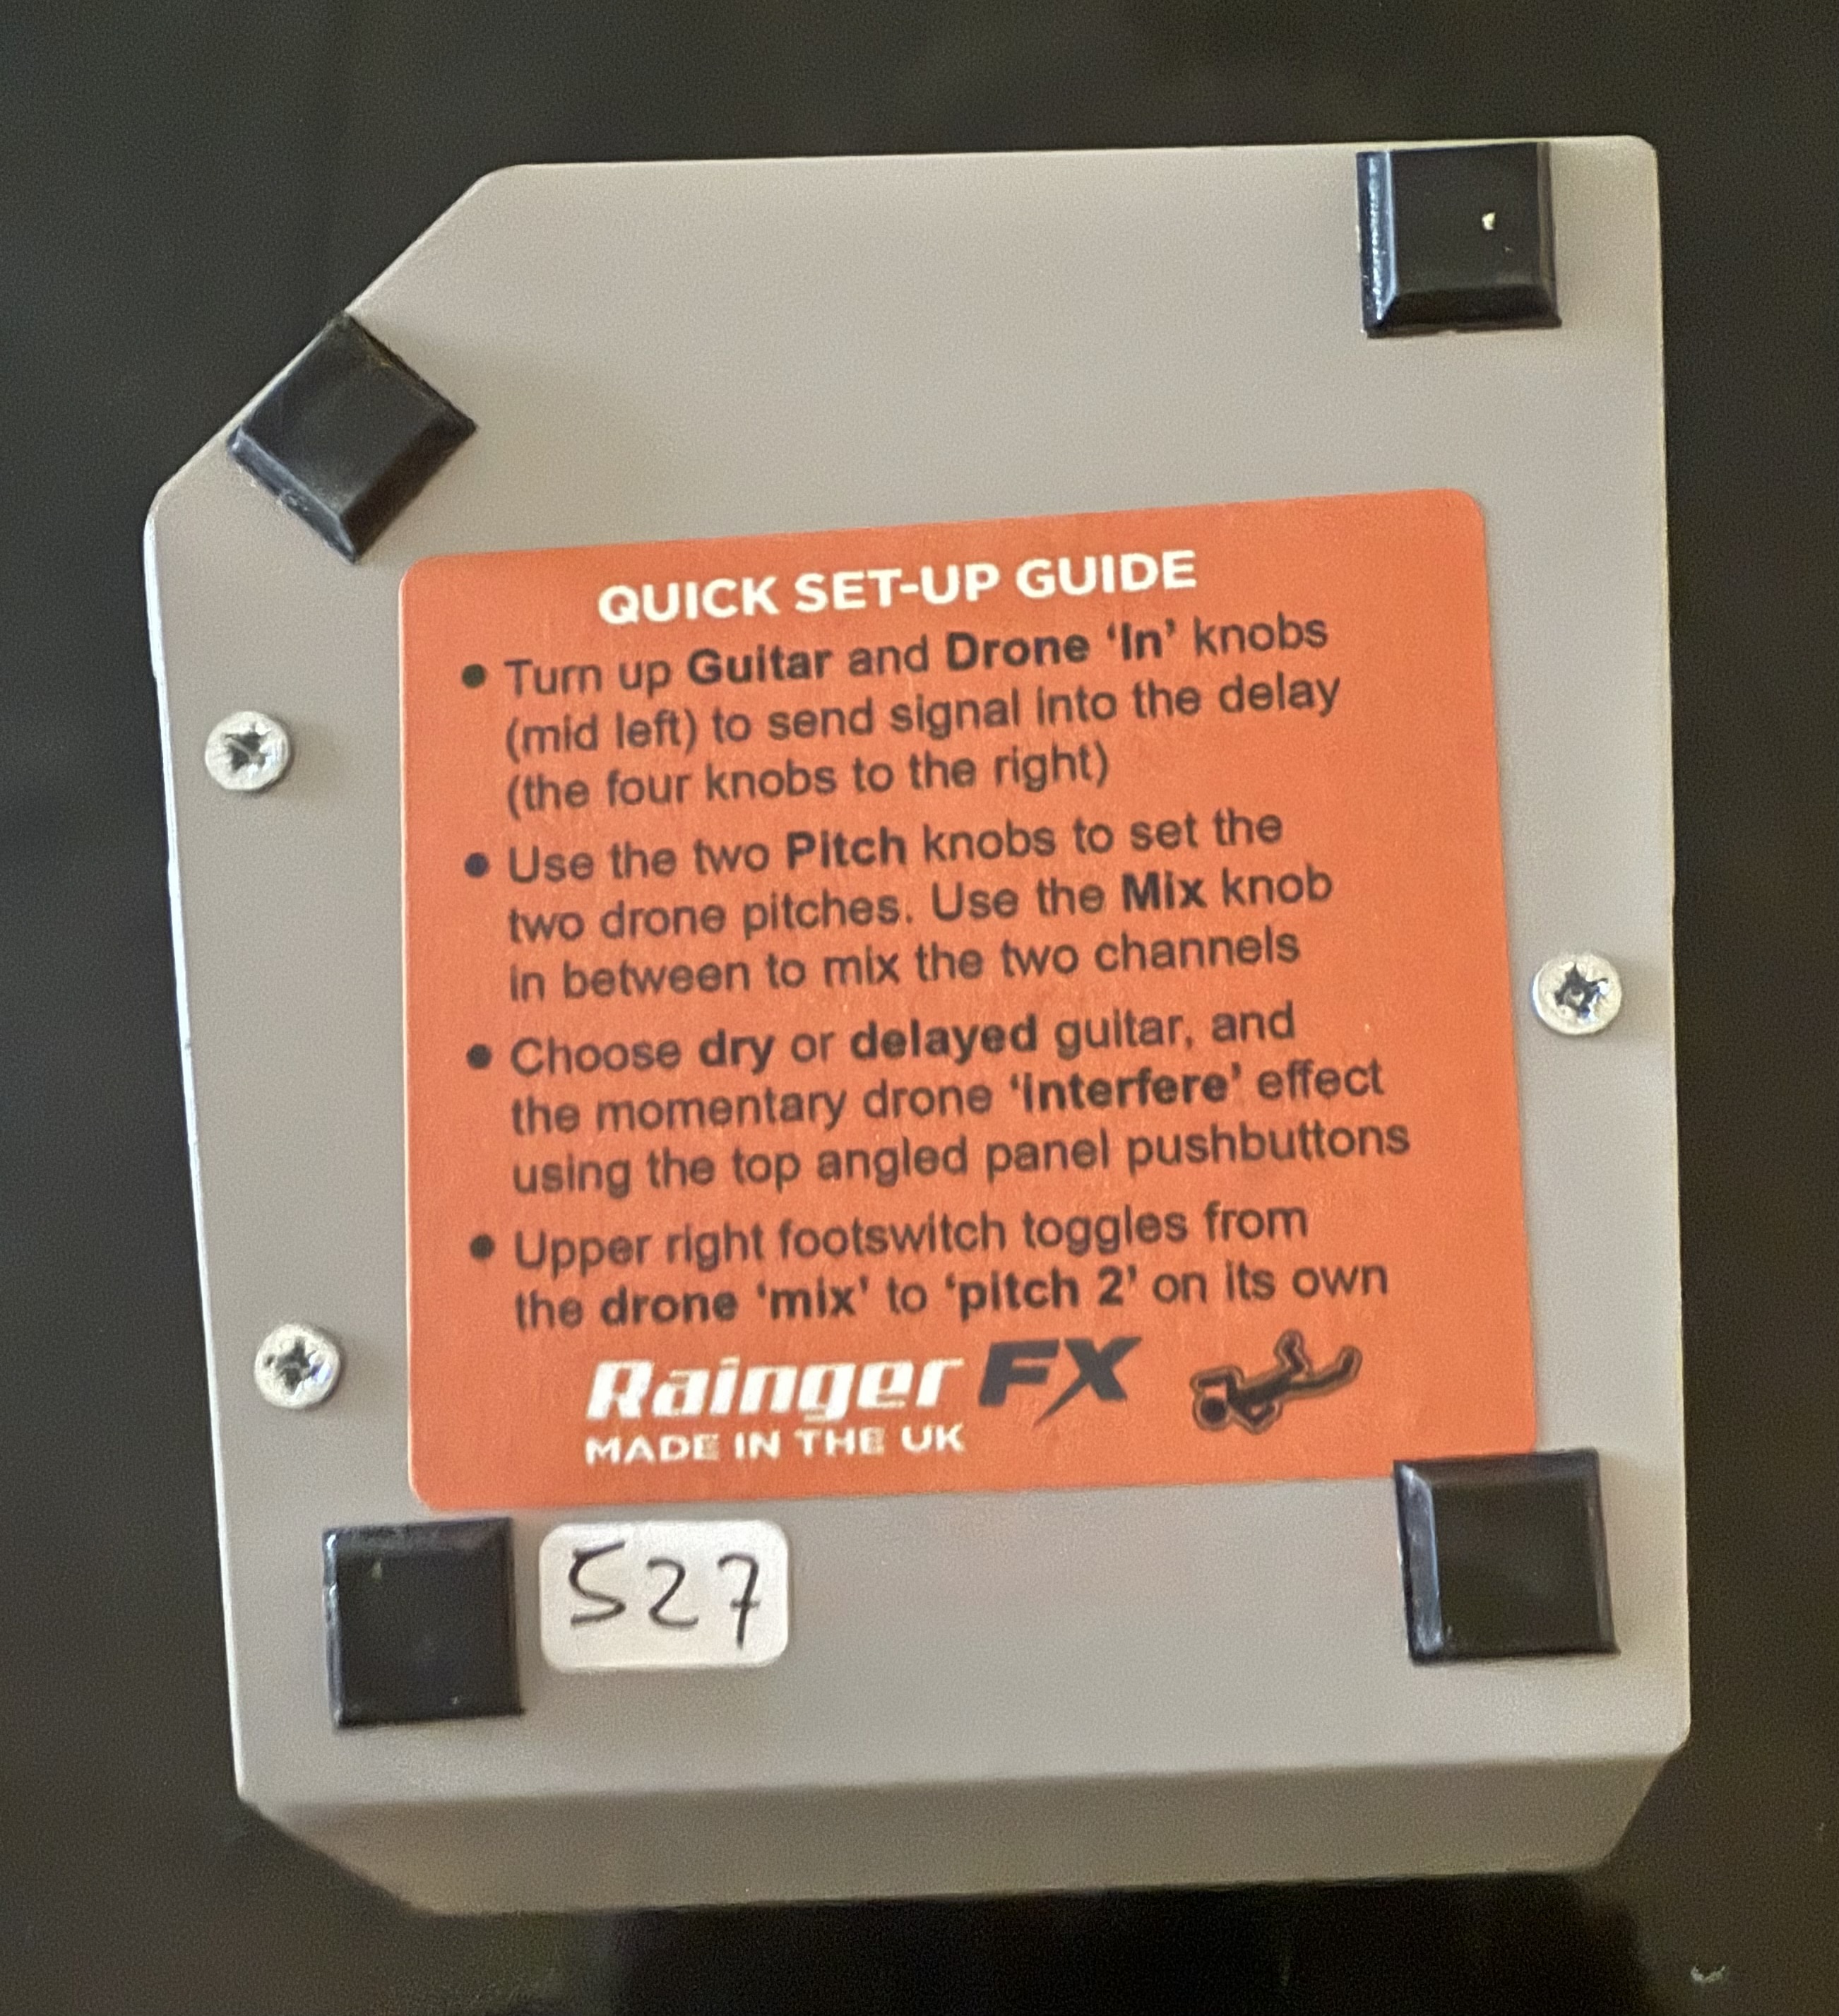 QUICK SET-UP GUIDE
• Turn up Guitar and Drone ‘In’ knobs
(mid left) to send signal into the delay
(the four knobs to the right)
• Use the two Pitch knobs to set the
two drone pitches. Use the Mix knob
in between to mix the two channels
• Choose dry or delayed guitar, and
the momentary drone ‘interfere’ effect
using the top angled panel pushbuttons
• Upper right footswitch toggles from
the drone ‘mix’ to ‘pitch 2’ on its own
Rainger FX
MADE IN THE UK
527